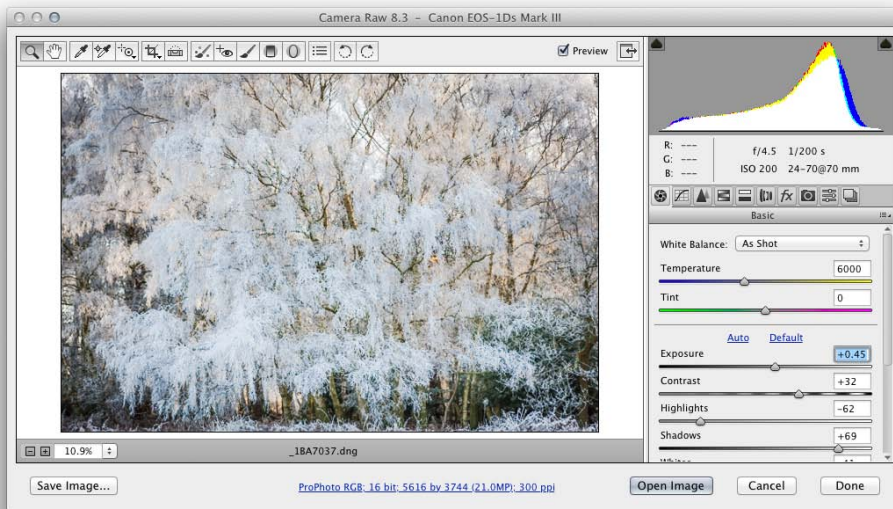 Camera Raw 8.3 – Canon EOS-1Ds Mark III
Preview
R: ---
G: ---
B: ---
f/4.5 1/200 s
ISO 200 24-70@70 mm
fx
Basic
White Balance: As Shot
Temperature 6000
Tint 0
Auto Default
Exposure +0.45
Contrast +32
Highlights -62
Shadows +69
10.9% _1BA7037.dng
Save Image... ProPhoto RGB; 16 bit; 5616 by 3744 (21.0MP); 300 ppi Open Image Cancel Done